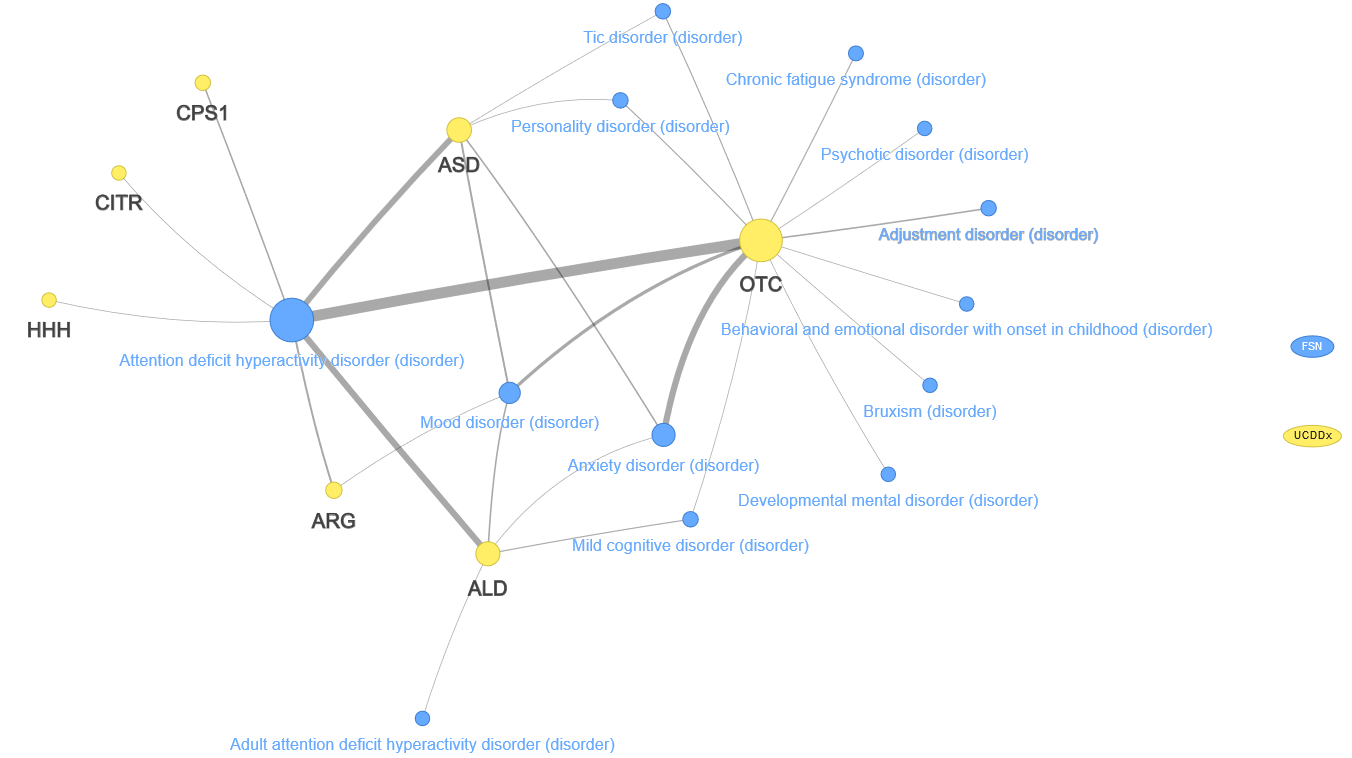 Tic disorder (disorder)
Chronic fatigue syndrome (disorder)
CPS1
Personality disorder (disorder)
Psychotic disorder (disorder)
ASD
CITR
Adjustment disorder (disorder)
OTC
HHH
Behavioral and emotional disorder with onset in childhood (disorder)
FSN
Attention deficit hyperactivity disorder (disorder)
Bruxism (disorder)
Mood disorder (disorder)
UCDDx
Anxiety disorder (disorder)
Developmental mental disorder (disorder)
ARG
Mild cognitive disorder (disorder)
ALD
Adult attention deficit hyperactivity disorder (disorder)